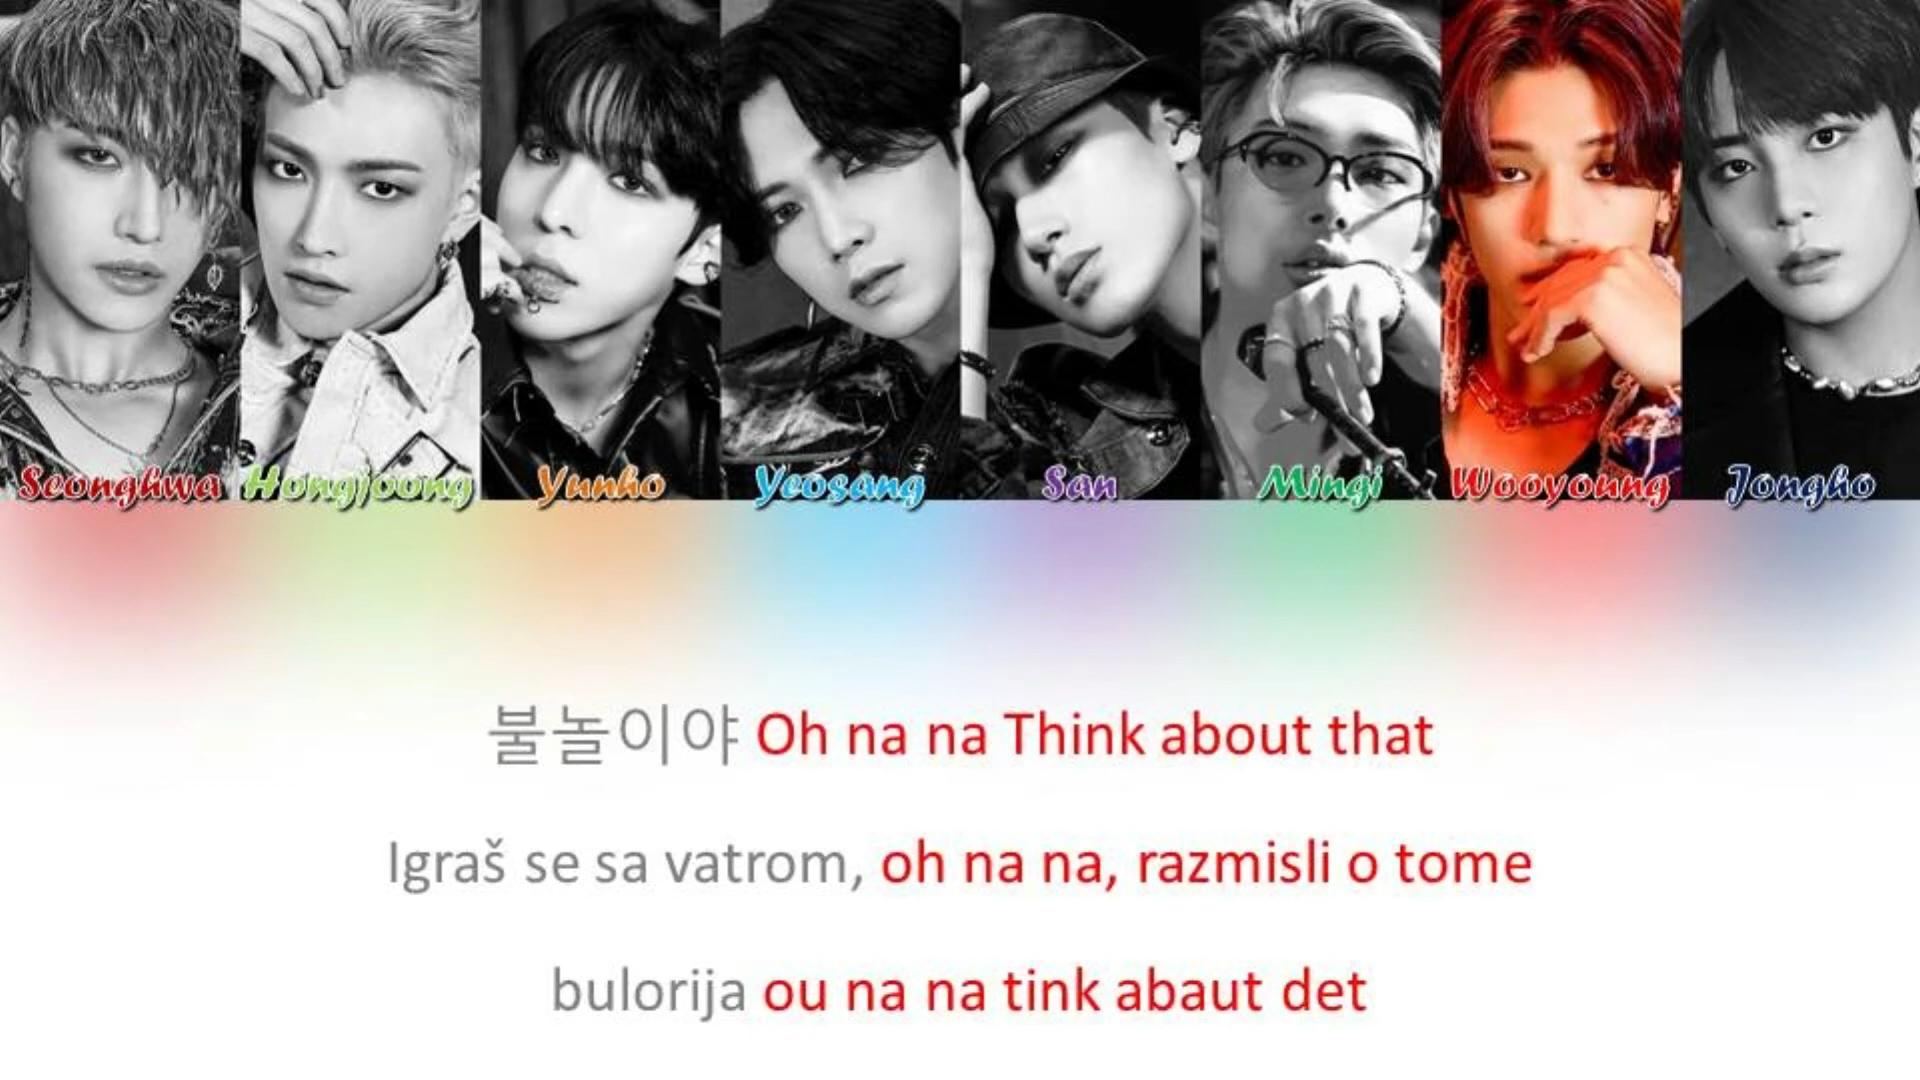 Seonghwa Hongjoong Yunho Yeosang San Mingi Wooyoung Jongho
불놀이야 Oh na na Think about that
Igraš se sa vatrom, oh na na, razmisli o tome
bulorija ou na na tink abaut det